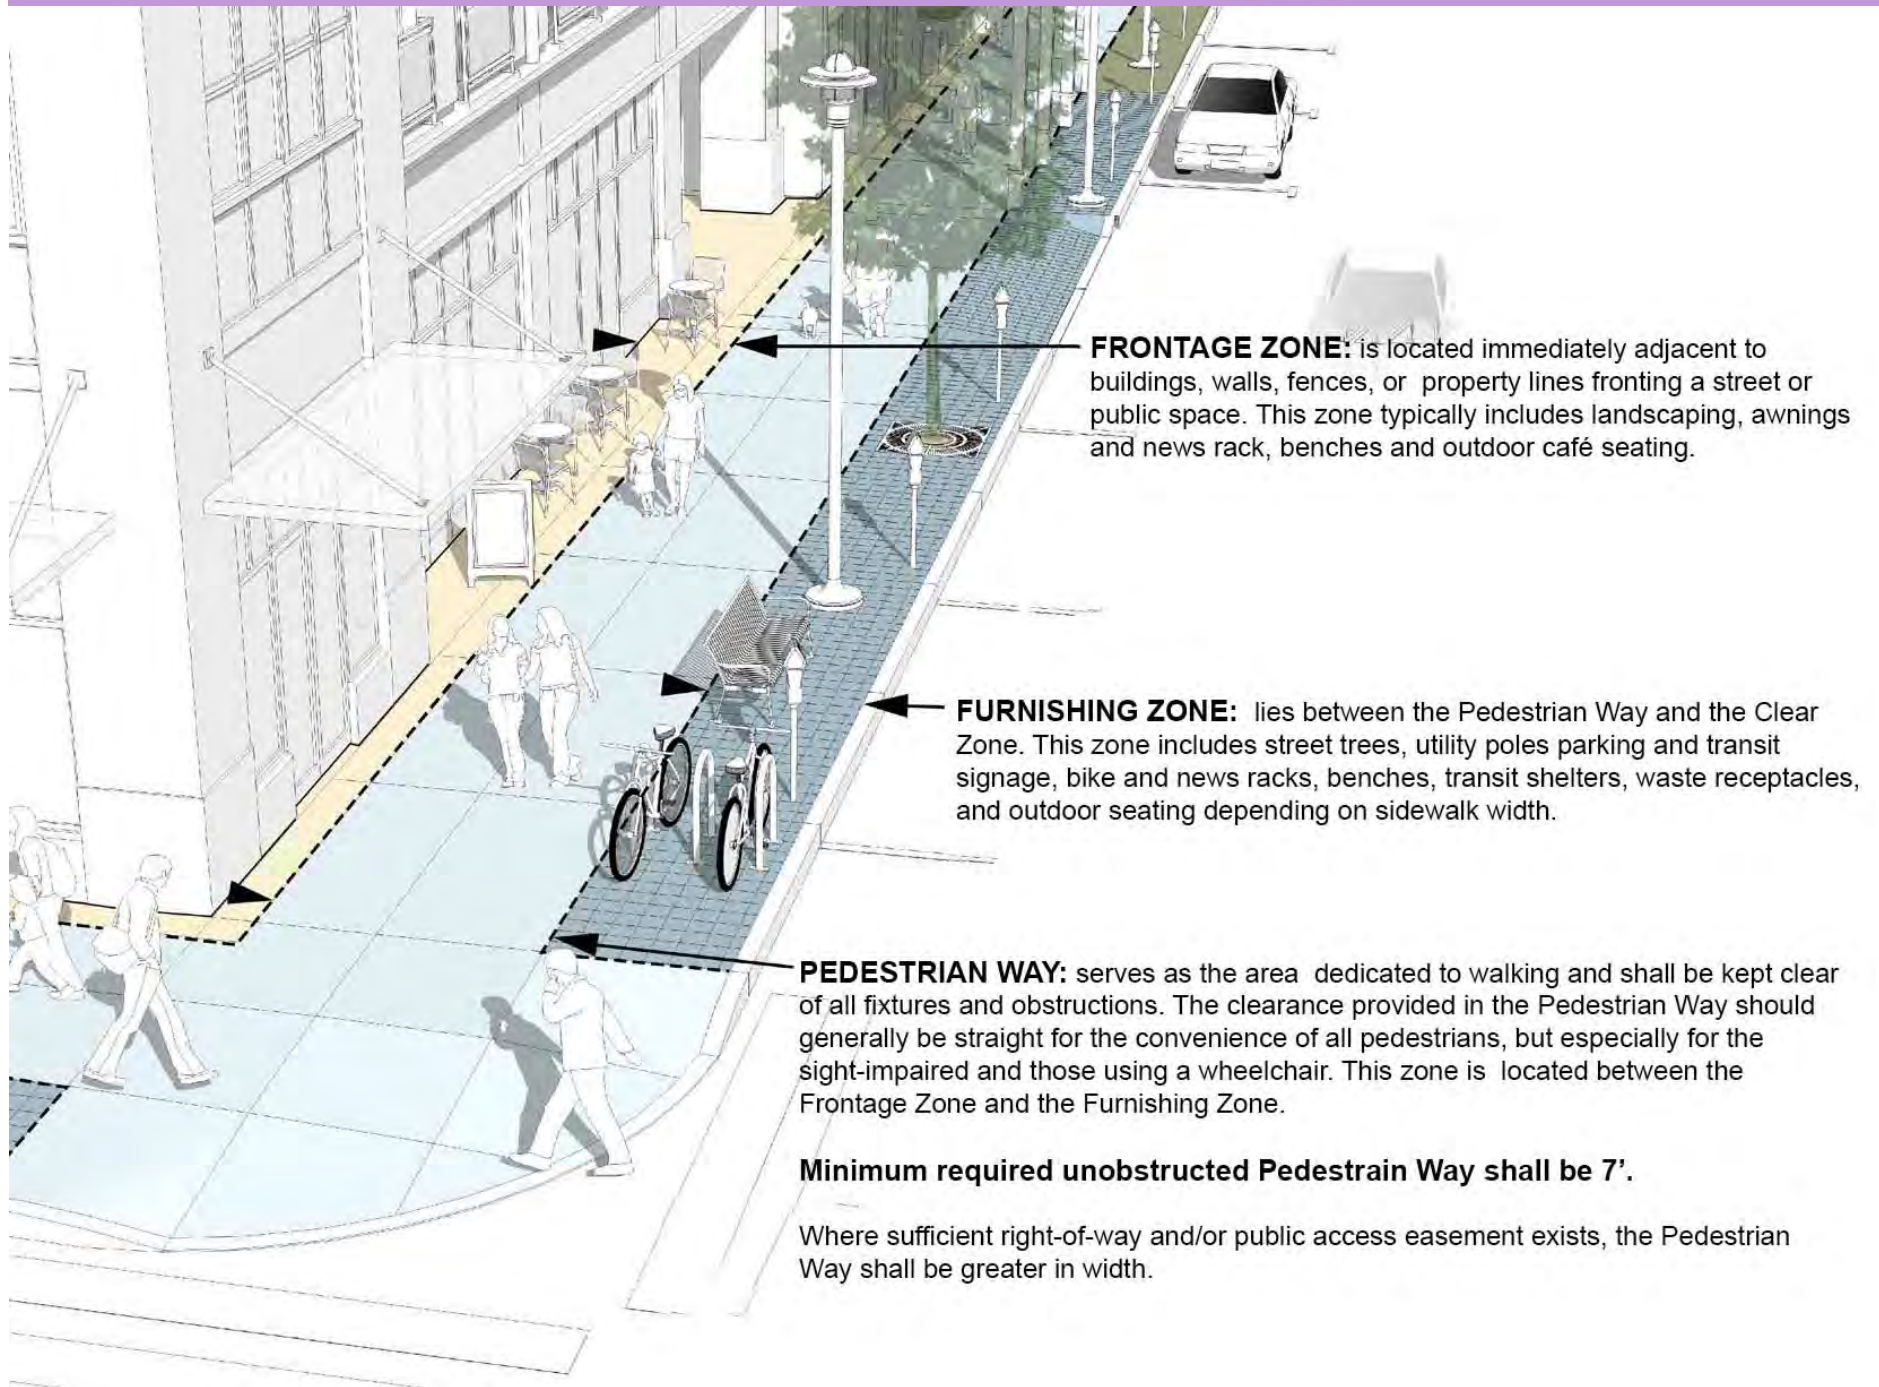 FRONTAGE ZONE: is located immediately adjacent to
buildings, walls, fences, or property lines fronting a street or
public space. This zone typically includes landscaping, awnings
and news rack, benches and outdoor café seating.
FURNISHING ZONE: lies between the Pedestrian Way and the Clear
Zone. This zone includes street trees, utility poles parking and transit
signage, bike and news racks, benches, transit shelters, waste receptacles,
and outdoor seating depending on sidewalk width.
PEDESTRIAN WAY: serves as the area dedicated to walking and shall be kept clear
of all fixtures and obstructions. The clearance provided in the Pedestrian Way should
generally be straight for the convenience of all pedestrians, but especially for the
sight-impaired and those using a wheelchair. This zone is located between the
Frontage Zone and the Furnishing Zone.
Minimum required unobstructed Pedestrain Way shall be 7’.
Where sufficient right-of-way and/or public access easement exists, the Pedestrian
Way shall be greater in width.